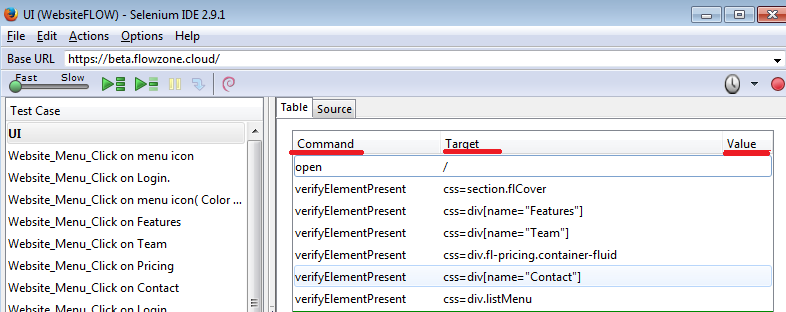 UI (WebsiteFLOW) - Selenium IDE 2.9.1
File Edit Actions Options Help
Base URL https://beta.flowzone.cloud/
Fast Slow
Test Case
UI
Website_Menu_Click on menu icon
Website_Menu_Click on Login.
Website_Menu_Click on menu icon( Color ...
Website_Menu_Click on Features
Website_Menu_Click on Team
Website_Menu_Click on Pricing
Website_Menu_Click on Contact
Website_Menu_Click on Login
Table Source
Command Target Value
open /
verifyElementPresent css=section.flCover
verifyElementPresent css=div[name="Features"]
verifyElementPresent css=div[name="Team"]
verifyElementPresent css=div.fl-pricing.container-fluid
verifyElementPresent css=div[name="Contact"]
verifyElementPresent css=div.listMenu